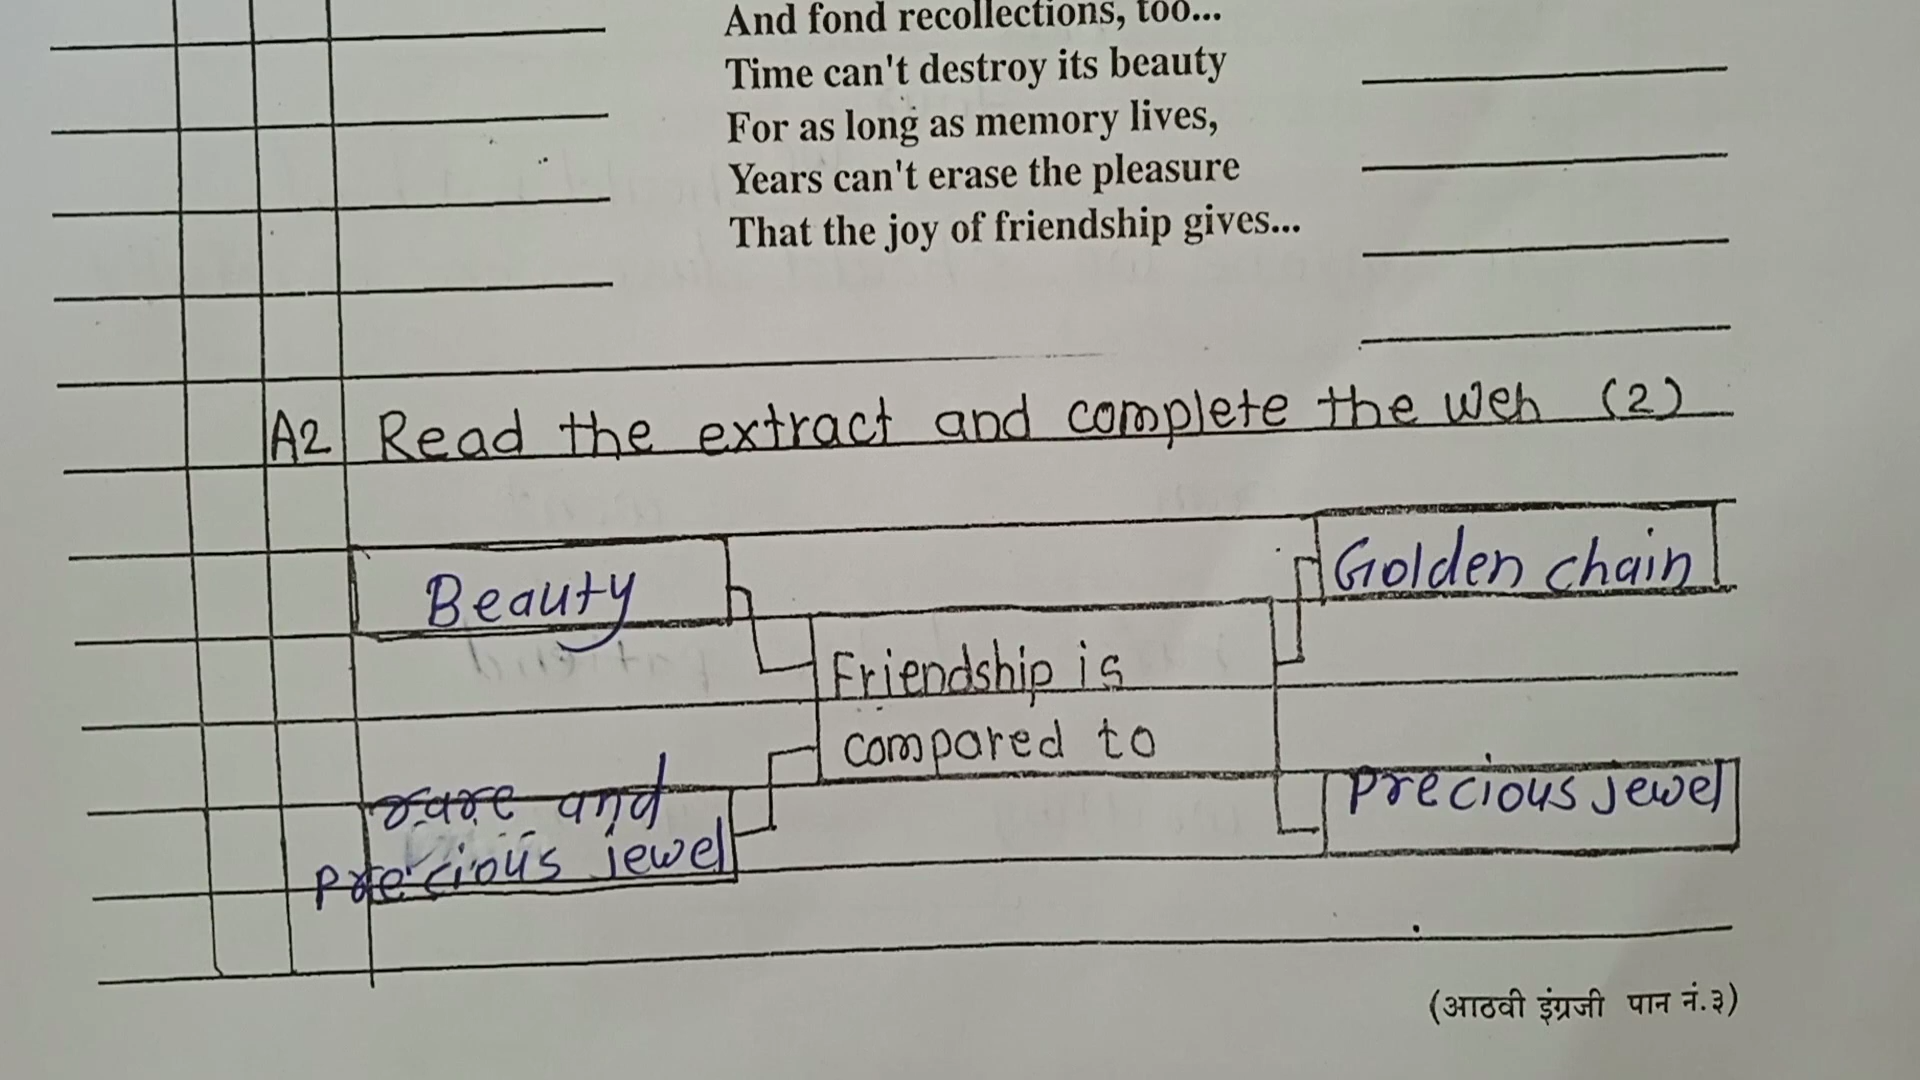 And fond recollections, too...
Time can't destroy its beauty
For as long as memory lives,
Years can't erase the pleasure
That the joy of friendship gives...
A2 Read the extract and complete the web (2)
Beauty
Golden chain
Friendship is
compared to
rare and
precious jewel
Precious jewel
(आठवी इंग्रजी पान नं.३)